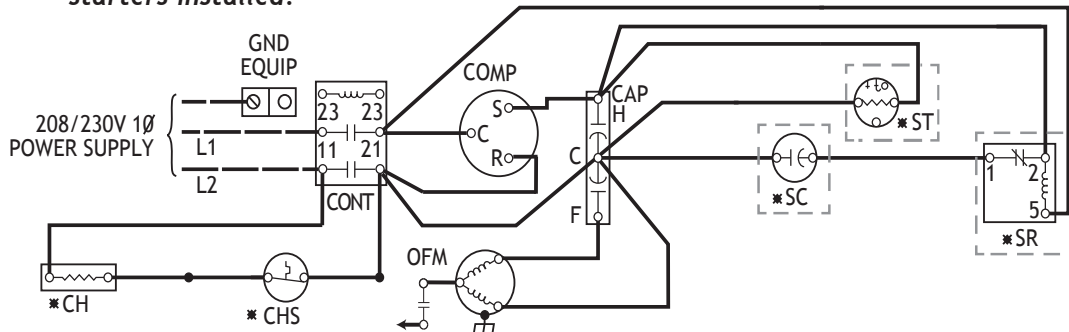 starters installed.
GND
EQUIP
COMP
CAP
H
S
C
R
23 23
11 21
208/230V 1Ø
POWER SUPPLY
L1
L2
CONT
C
F
*ST
*SC
1 2
5
*SR
OFM
*CH
*CHS